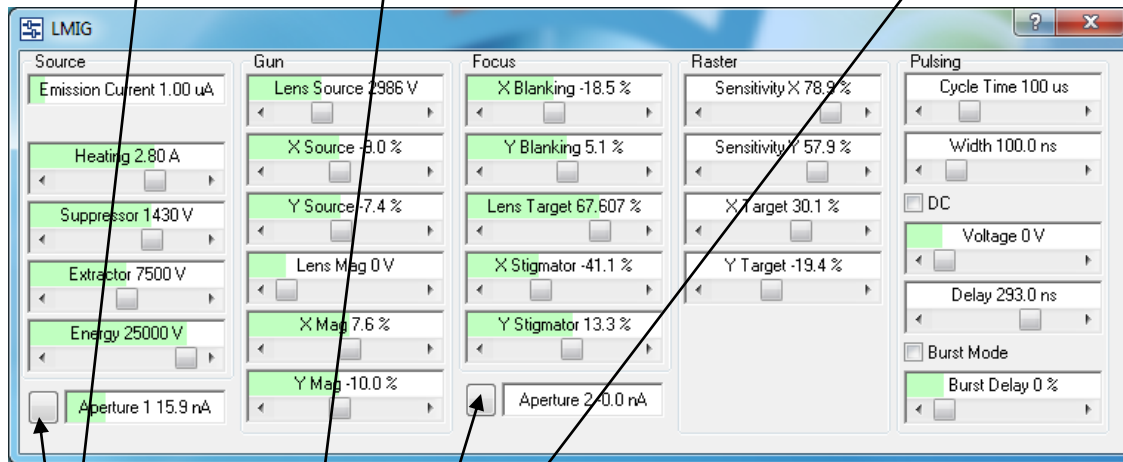 LMIG
Source
Emission Current 1.00 uA
Heating 2.80 A
Suppressor 1430 V
Extractor 7500 V
Energy 25000 V
Aperture 1 15.9 nA
Gun
Lens Source 2986 V
X Source -8.0 %
Y Source -7.4 %
Lens Mag 0 V
X Mag 7.6 %
Y Mag -10.0 %
Focus
X Blanking -18.5 %
Y Blanking 5.1 %
Lens Target 67.607 %
X Stigmator -41.1 %
Y Stigmator 13.3 %
Aperture 2 -0.0 nA
Raster
Sensitivity X 78.9 %
Sensitivity Y 57.9 %
X Target 30.1 %
Y Target -19.4 %
Pulsing
Cycle Time 100 us
Width 100.0 ns
DC
Voltage 0 V
Delay 293.0 ns
Burst Mode
Burst Delay 0 %